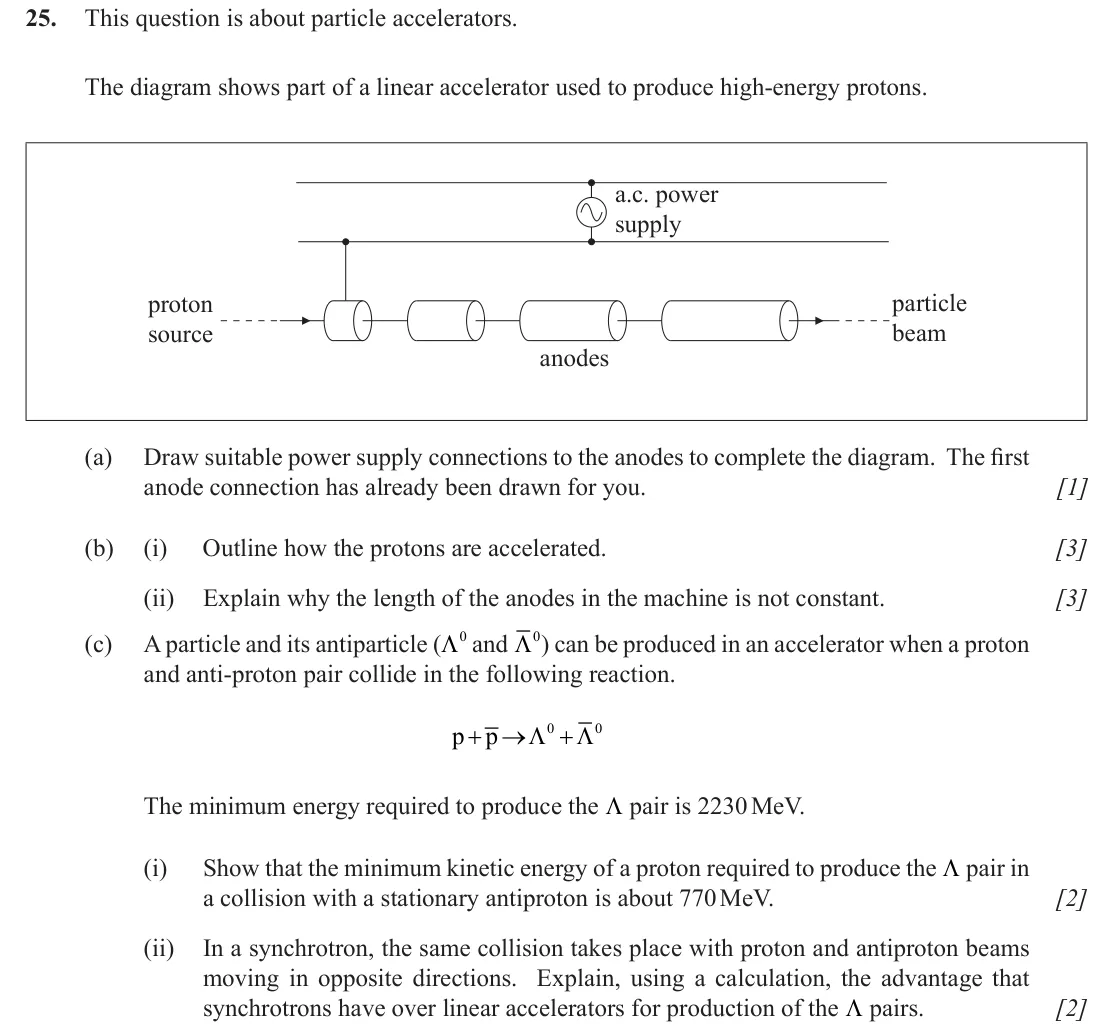 25. This question is about particle accelerators.
The diagram shows part of a linear accelerator used to produce high-energy protons.
a.c. power
supply
proton
source
particle
beam
anodes
(a) Draw suitable power supply connections to the anodes to complete the diagram. The first
anode connection has already been drawn for you. [1]
(b) (i) Outline how the protons are accelerated. [3]
(ii) Explain why the length of the anodes in the machine is not constant. [3]
(c) A particle and its antiparticle (Λ⁰ and Λ̅⁰) can be produced in an accelerator when a proton
and anti-proton pair collide in the following reaction.
p+p̅→Λ⁰+Λ̅⁰
The minimum energy required to produce the Λ pair is 2230 MeV.
(i) Show that the minimum kinetic energy of a proton required to produce the Λ pair in
a collision with a stationary antiproton is about 770 MeV. [2]
(ii) In a synchrotron, the same collision takes place with proton and antiproton beams
moving in opposite directions. Explain, using a calculation, the advantage that
synchrotrons have over linear accelerators for production of the Λ pairs. [2]